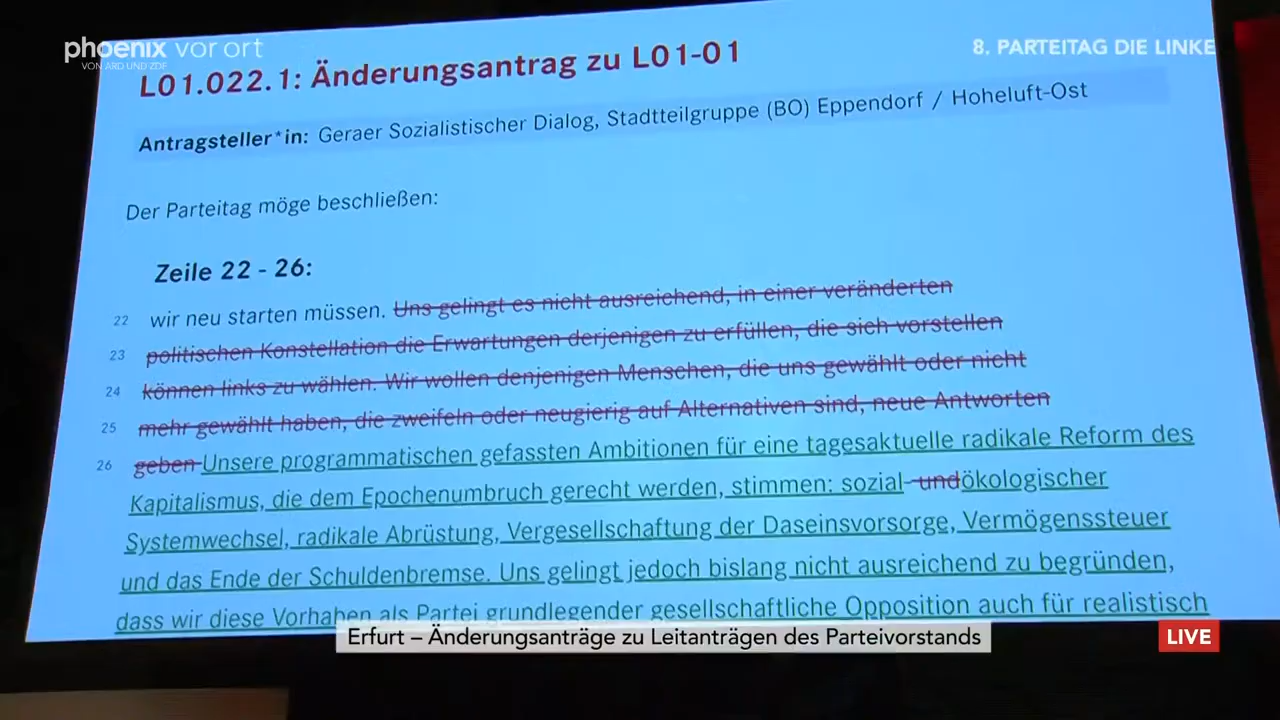 phoenix vor ort
VON ARD UND ZDF
8. PARTEITAG DIE LINKE
L01.022.1: Änderungsantrag zu L01-01
Antragsteller*in: Geraer Sozialistischer Dialog, Stadtteilgruppe (BO) Eppendorf / Hoheluft-Ost
Der Parteitag möge beschließen:
Zeile 22 - 26:
22 wir neu starten müssen. Uns gelingt es nicht ausreichend, in einer veränderten
23 politischen Konstellation die Erwartungen derjenigen zu erfüllen, die sich vorstellen
24 können links zu wählen. Wir wollen denjenigen Menschen, die uns gewählt oder nicht
25 mehr gewählt haben, die zweifeln oder neugierig auf Alternativen sind, neue Antworten
26 geben Unsere programmatischen gefassten Ambitionen für eine tagesaktuelle radikale Reform des
Kapitalismus, die dem Epochenumbruch gerecht werden, stimmen: sozial- undökologischer
Systemwechsel, radikale Abrüstung, Vergesellschaftung der Daseinsvorsorge, Vermögenssteuer
und das Ende der Schuldenbremse. Uns gelingt jedoch bislang nicht ausreichend zu begründen,
dass wir diese Vorhaben als Partei grundlegender gesellschaftliche Opposition auch für realistisch
Erfurt – Änderungsanträge zu Leitanträgen des Parteivorstands
LIVE